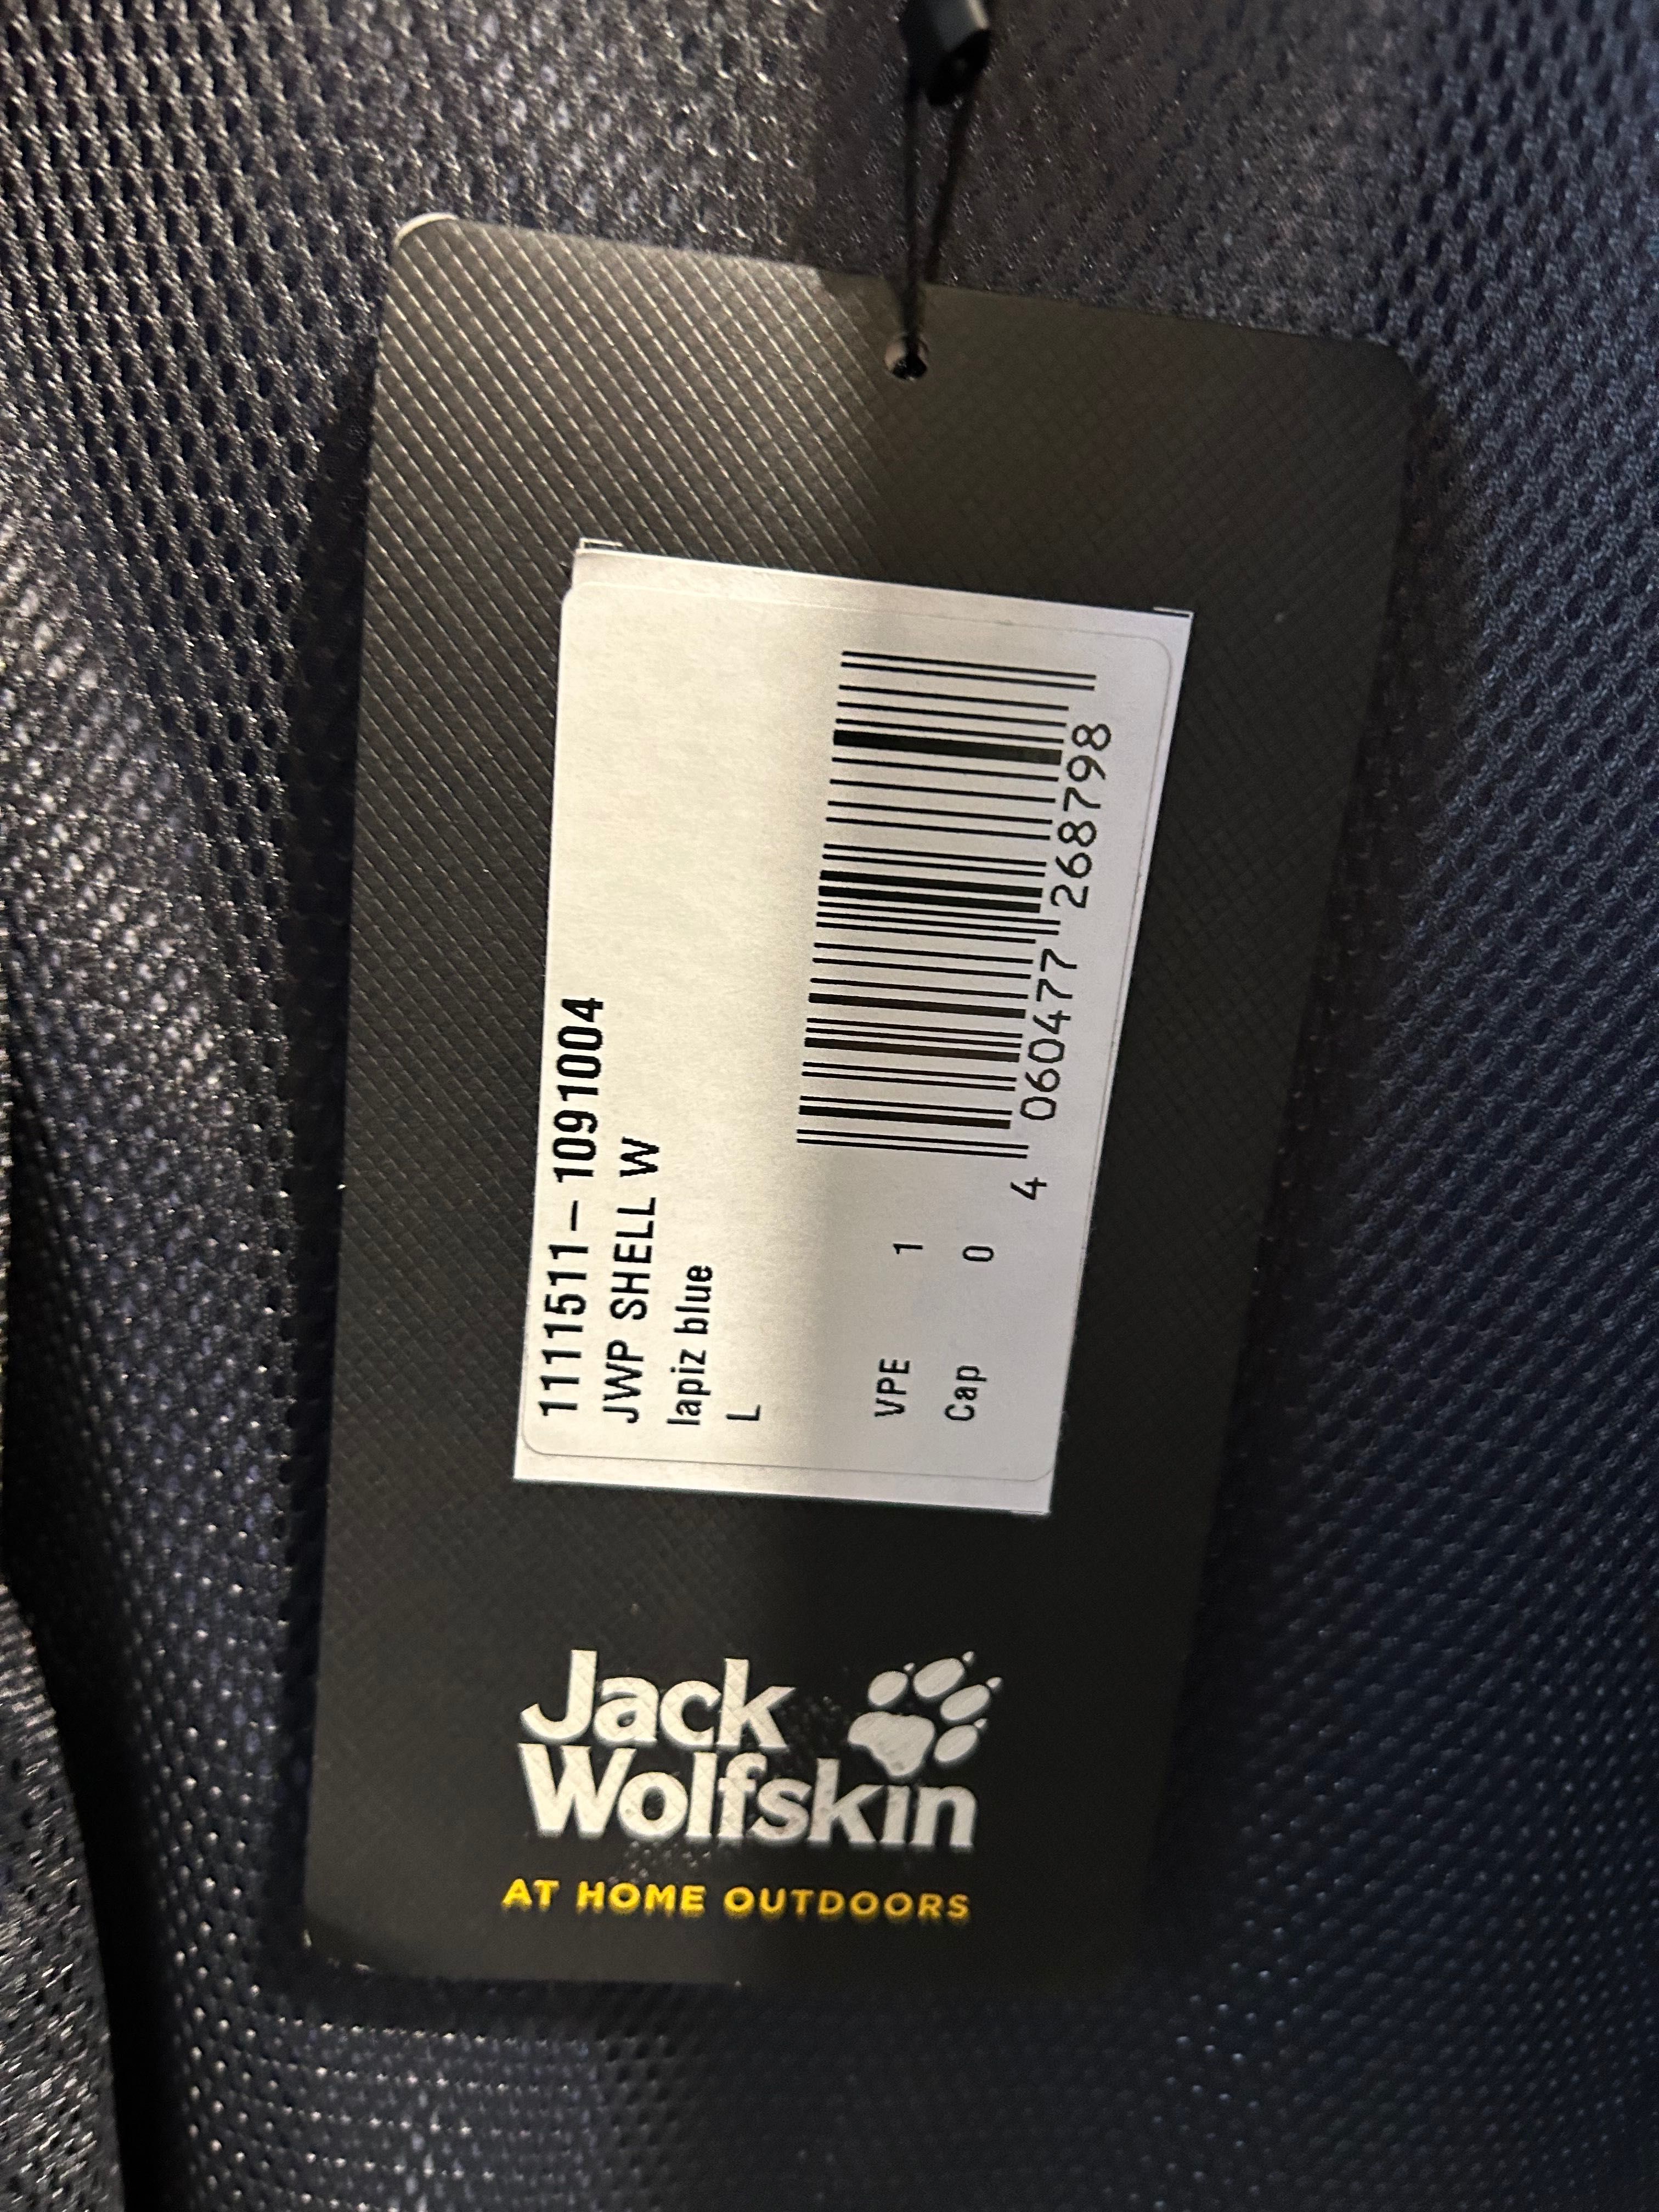 1111511-1091004
JWP SHELL W
lapiz blue
L
VPE 1
Cap 0
4 060477 268798
Jack
Wolfskin
AT HOME OUTDOORS